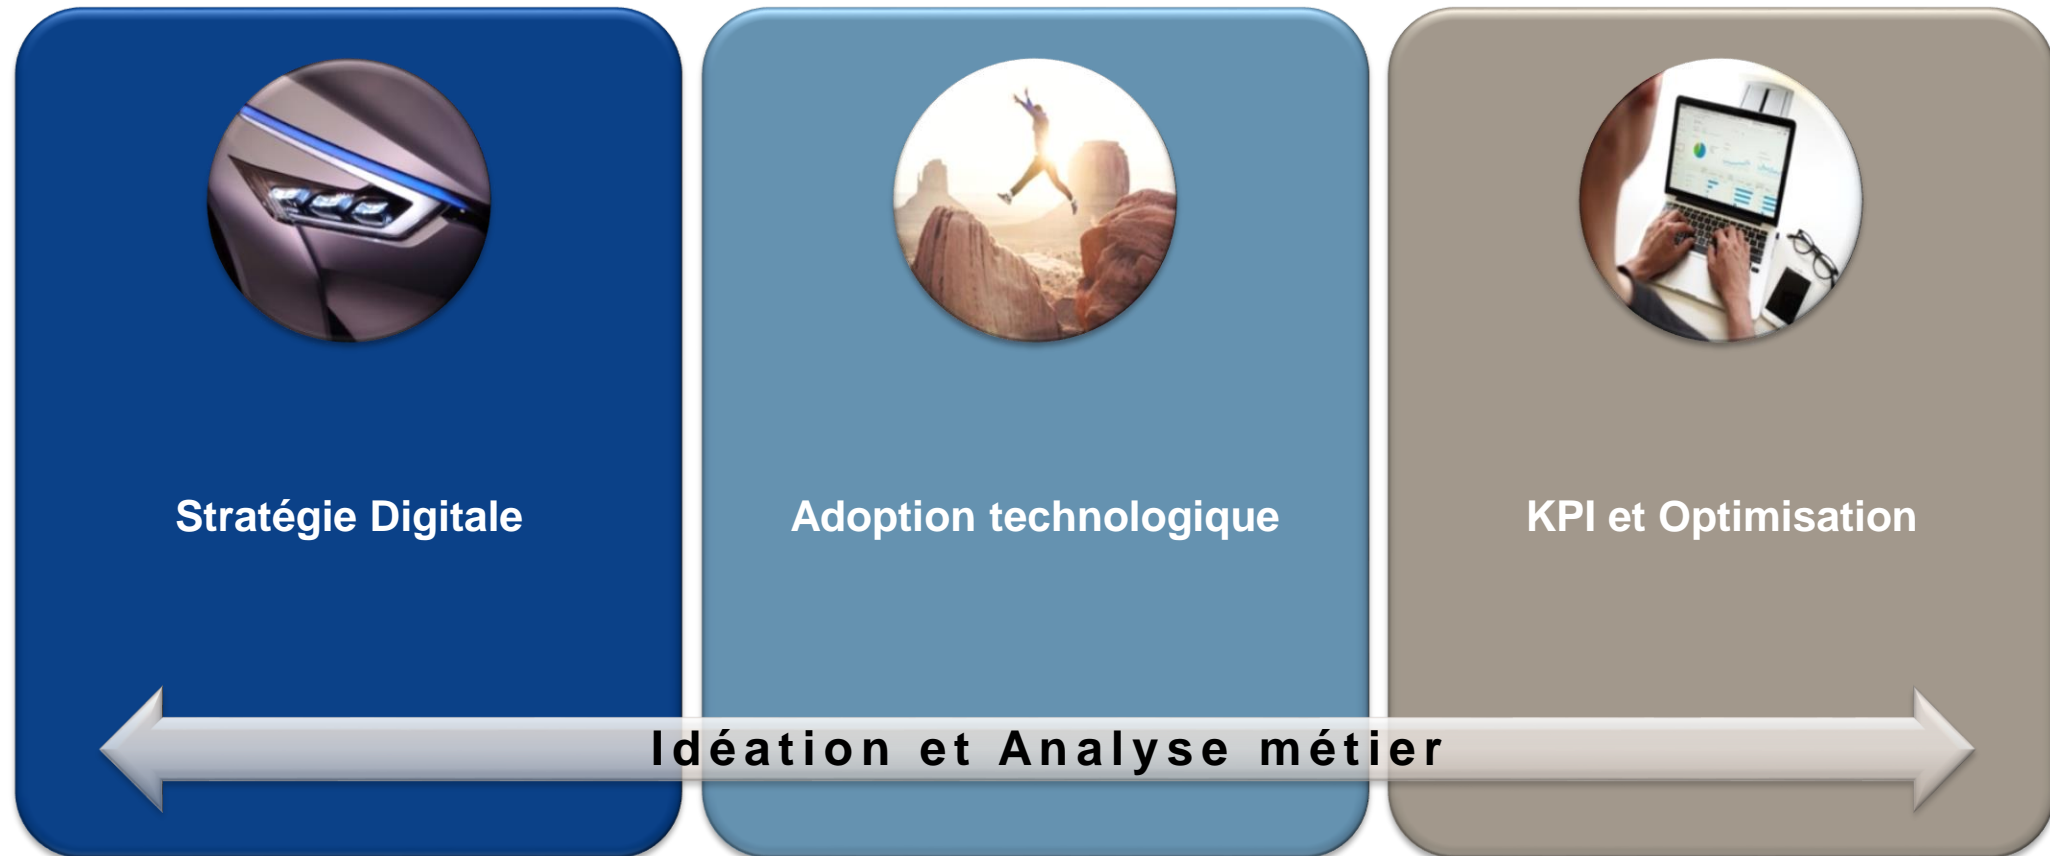 Stratégie Digitale
Adoption technologique
KPI et Optimisation
Idéation et Analyse métier